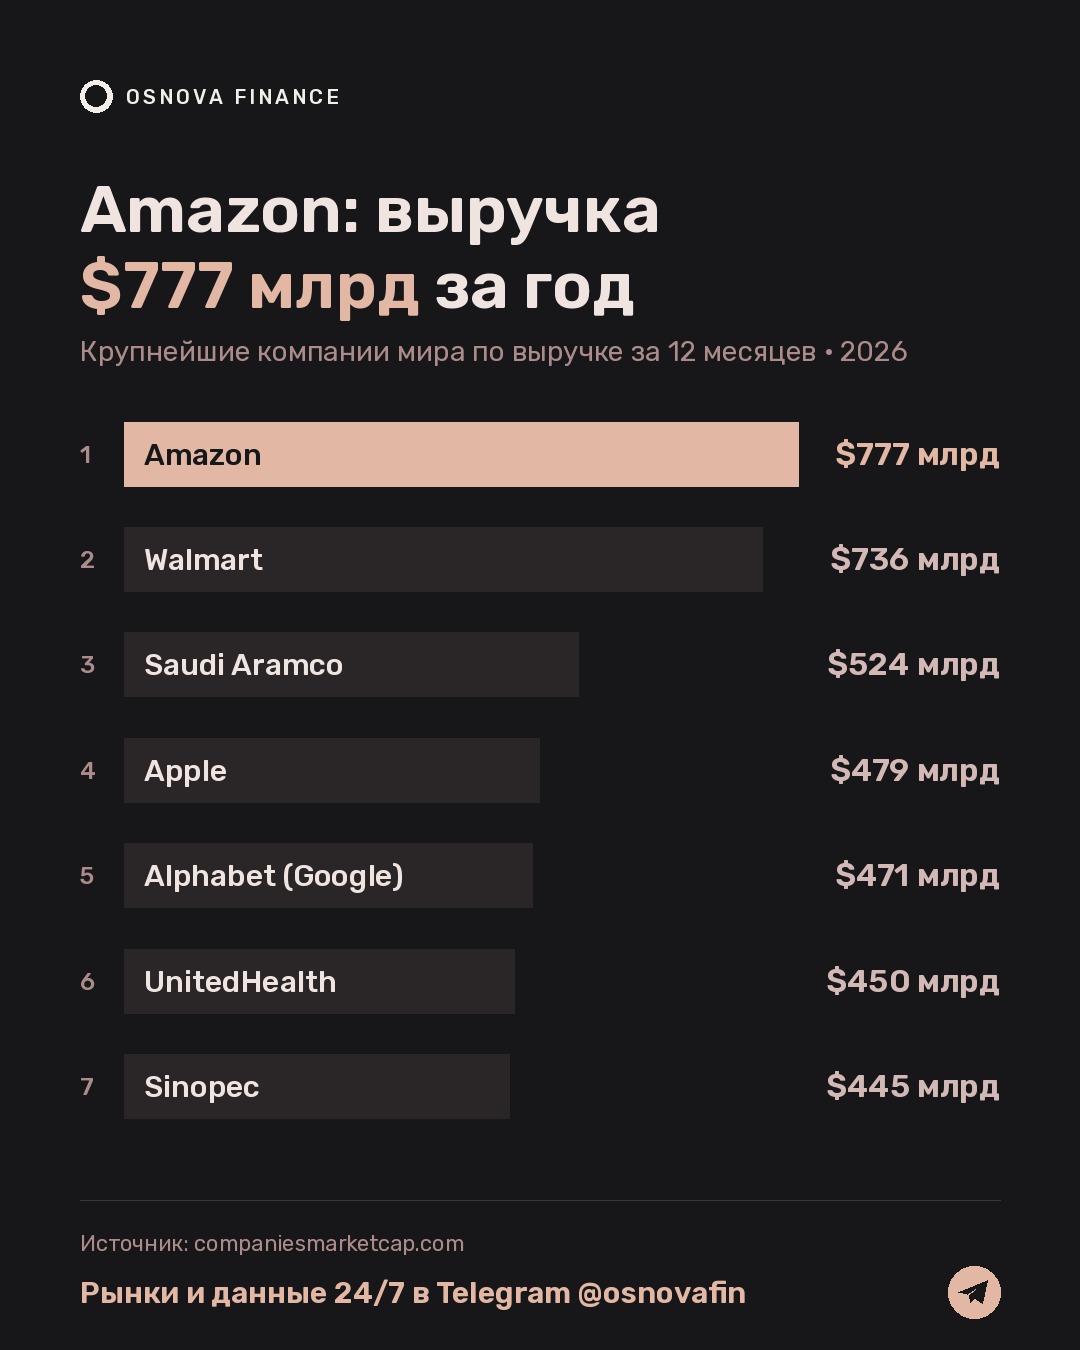 OSNOVA FINANCE
Amazon: выручка
$777 млрд за год
Крупнейшие компании мира по выручке за 12 месяцев • 2026
1 Amazon $777 млрд
2 Walmart $736 млрд
3 Saudi Aramco $524 млрд
4 Apple $479 млрд
5 Alphabet (Google) $471 млрд
6 UnitedHealth $450 млрд
7 Sinopec $445 млрд
Источник: companiesmarketcap.com
Рынки и данные 24/7 в Telegram @osnovafin